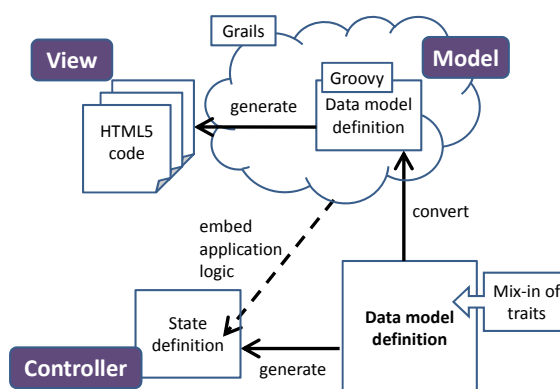 Grails
View
Model
Groovy
generate
Data model
definition
HTML5
code
embed
application
logic
convert
Mix-in of
traits
State
definition
Data model
definition
Controller
generate